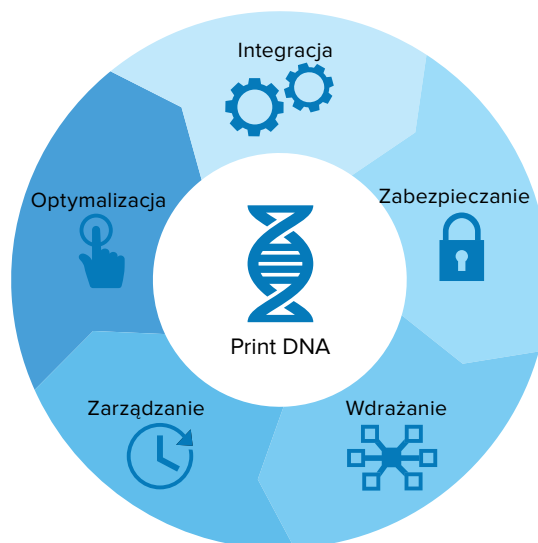 Integracja
Zabezpieczanie
Wdrażanie
Zarządzanie
Optymalizacja
Print DNA